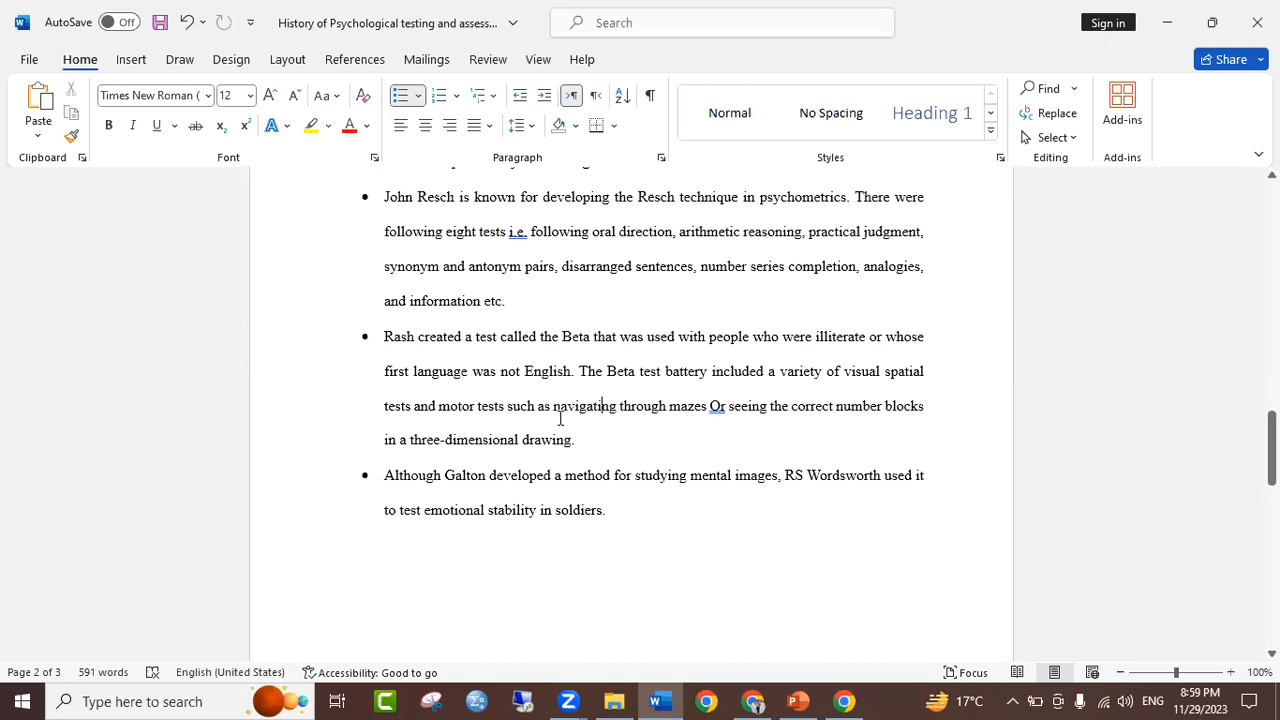 AutoSave Off History of Psychological testing and assess... Search Sign in
File Home Insert Draw Design Layout References Mailings Review View Help Share
Paste Times New Roman ( 12 Aa Normal No Spacing Heading 1 Find Replace Select Add-ins
Clipboard Font Paragraph Styles Editing Add-ins
• John Resch is known for developing the Resch technique in psychometrics. There were
following eight tests i.e. following oral direction, arithmetic reasoning, practical judgment,
synonym and antonym pairs, disarranged sentences, number series completion, analogies,
and information etc.
• Rash created a test called the Beta that was used with people who were illiterate or whose
first language was not English. The Beta test battery included a variety of visual spatial
tests and motor tests such as navigating through mazes Or seeing the correct number blocks
in a three-dimensional drawing.
• Although Galton developed a method for studying mental images, RS Wordsworth used it
to test emotional stability in soldiers.
Page 2 of 3 591 words English (United States) Accessibility: Good to go Focus 100%
Type here to search 17°C ENG 8:59 PM
11/29/2023